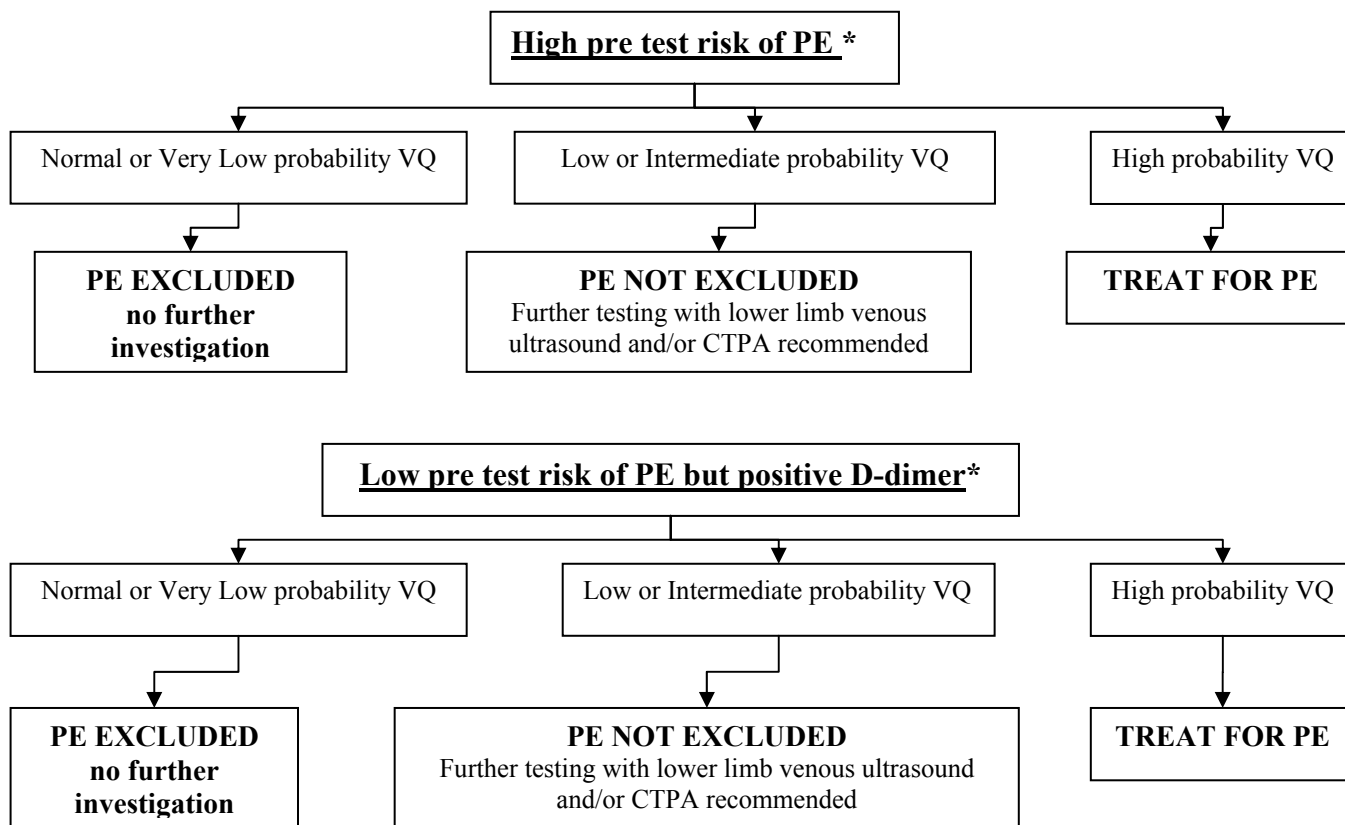 High pre test risk of PE *
Normal or Very Low probability VQ
Low or Intermediate probability VQ
High probability VQ
PE EXCLUDED
no further
investigation
PE NOT EXCLUDED
Further testing with lower limb venous
ultrasound and/or CTPA recommended
TREAT FOR PE
Low pre test risk of PE but positive D-dimer*
Normal or Very Low probability VQ
Low or Intermediate probability VQ
High probability VQ
PE EXCLUDED
no further
investigation
PE NOT EXCLUDED
Further testing with lower limb venous ultrasound
and/or CTPA recommended
TREAT FOR PE